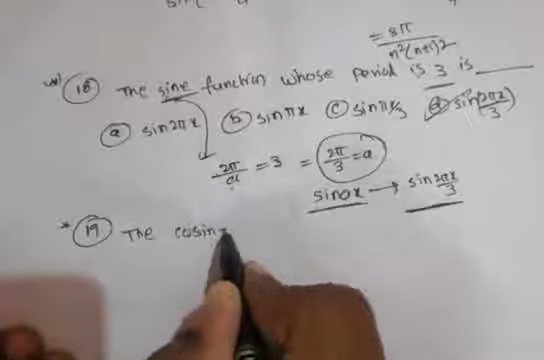 = 8π / n²(n+1)²
(18) The sine function whose period is 3 is ____
(a) sin2πx (b) sinπx (c) sinπ/3 (d) sin(2πx/3)
2π/a = 3 = 2π/3 = a
sinax → sin 2πx/3
(19) The cosin